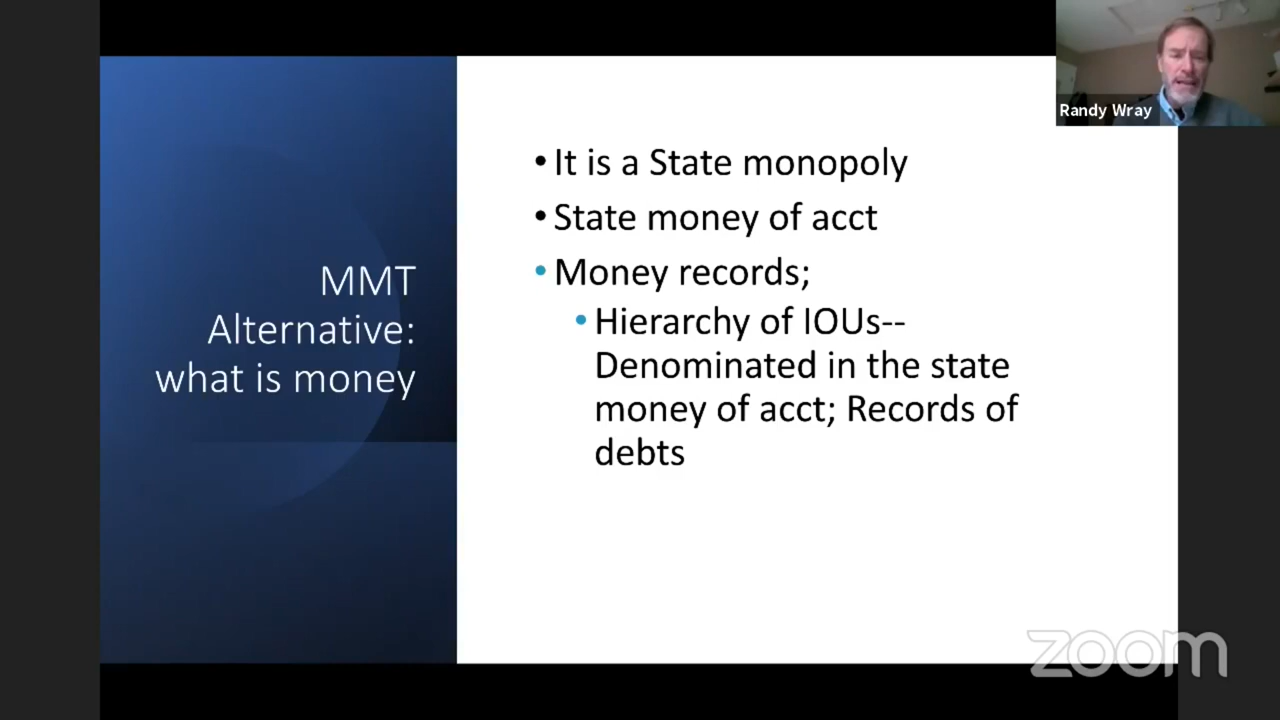 Randy Wray
MMT
Alternative:
what is money
• It is a State monopoly
• State money of acct
• Money records;
• Hierarchy of IOUs--
Denominated in the state
money of acct; Records of
debts
zoom